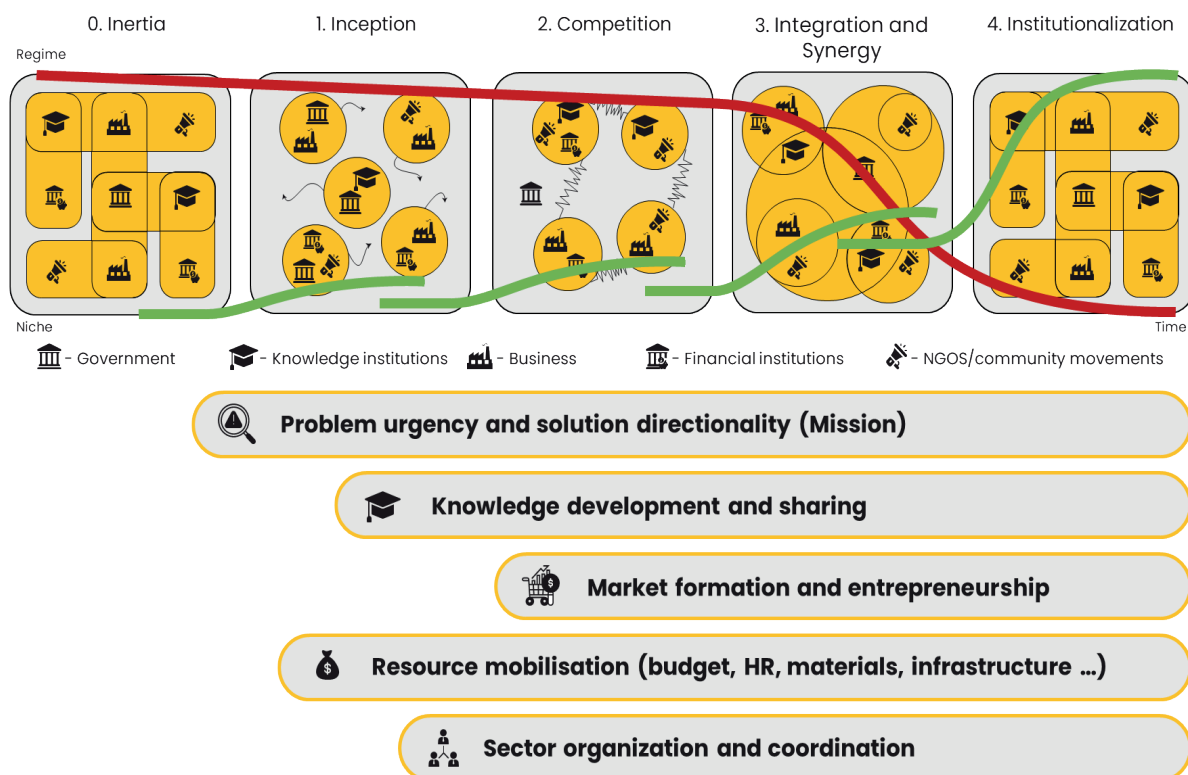 0. Inertia
1. Inception
2. Competition
3. Integration and
Synergy
4. Institutionalization
Regime
Niche
Time
- Government
- Knowledge institutions
- Business
- Financial institutions
- NGOS/community movements
Problem urgency and solution directionality (Mission)
Knowledge development and sharing
Market formation and entrepreneurship
Resource mobilisation (budget, HR, materials, infrastructure ...)
Sector organization and coordination